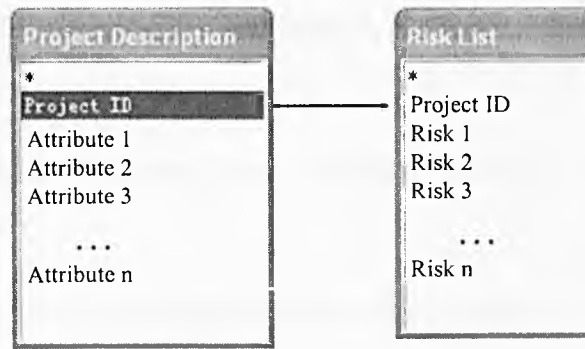 Project Description
*
Project ID
Attribute 1
Attribute 2
Attribute 3
...
Attribute n
Risk List
*
Project ID
Risk 1
Risk 2
Risk 3
...
Risk n